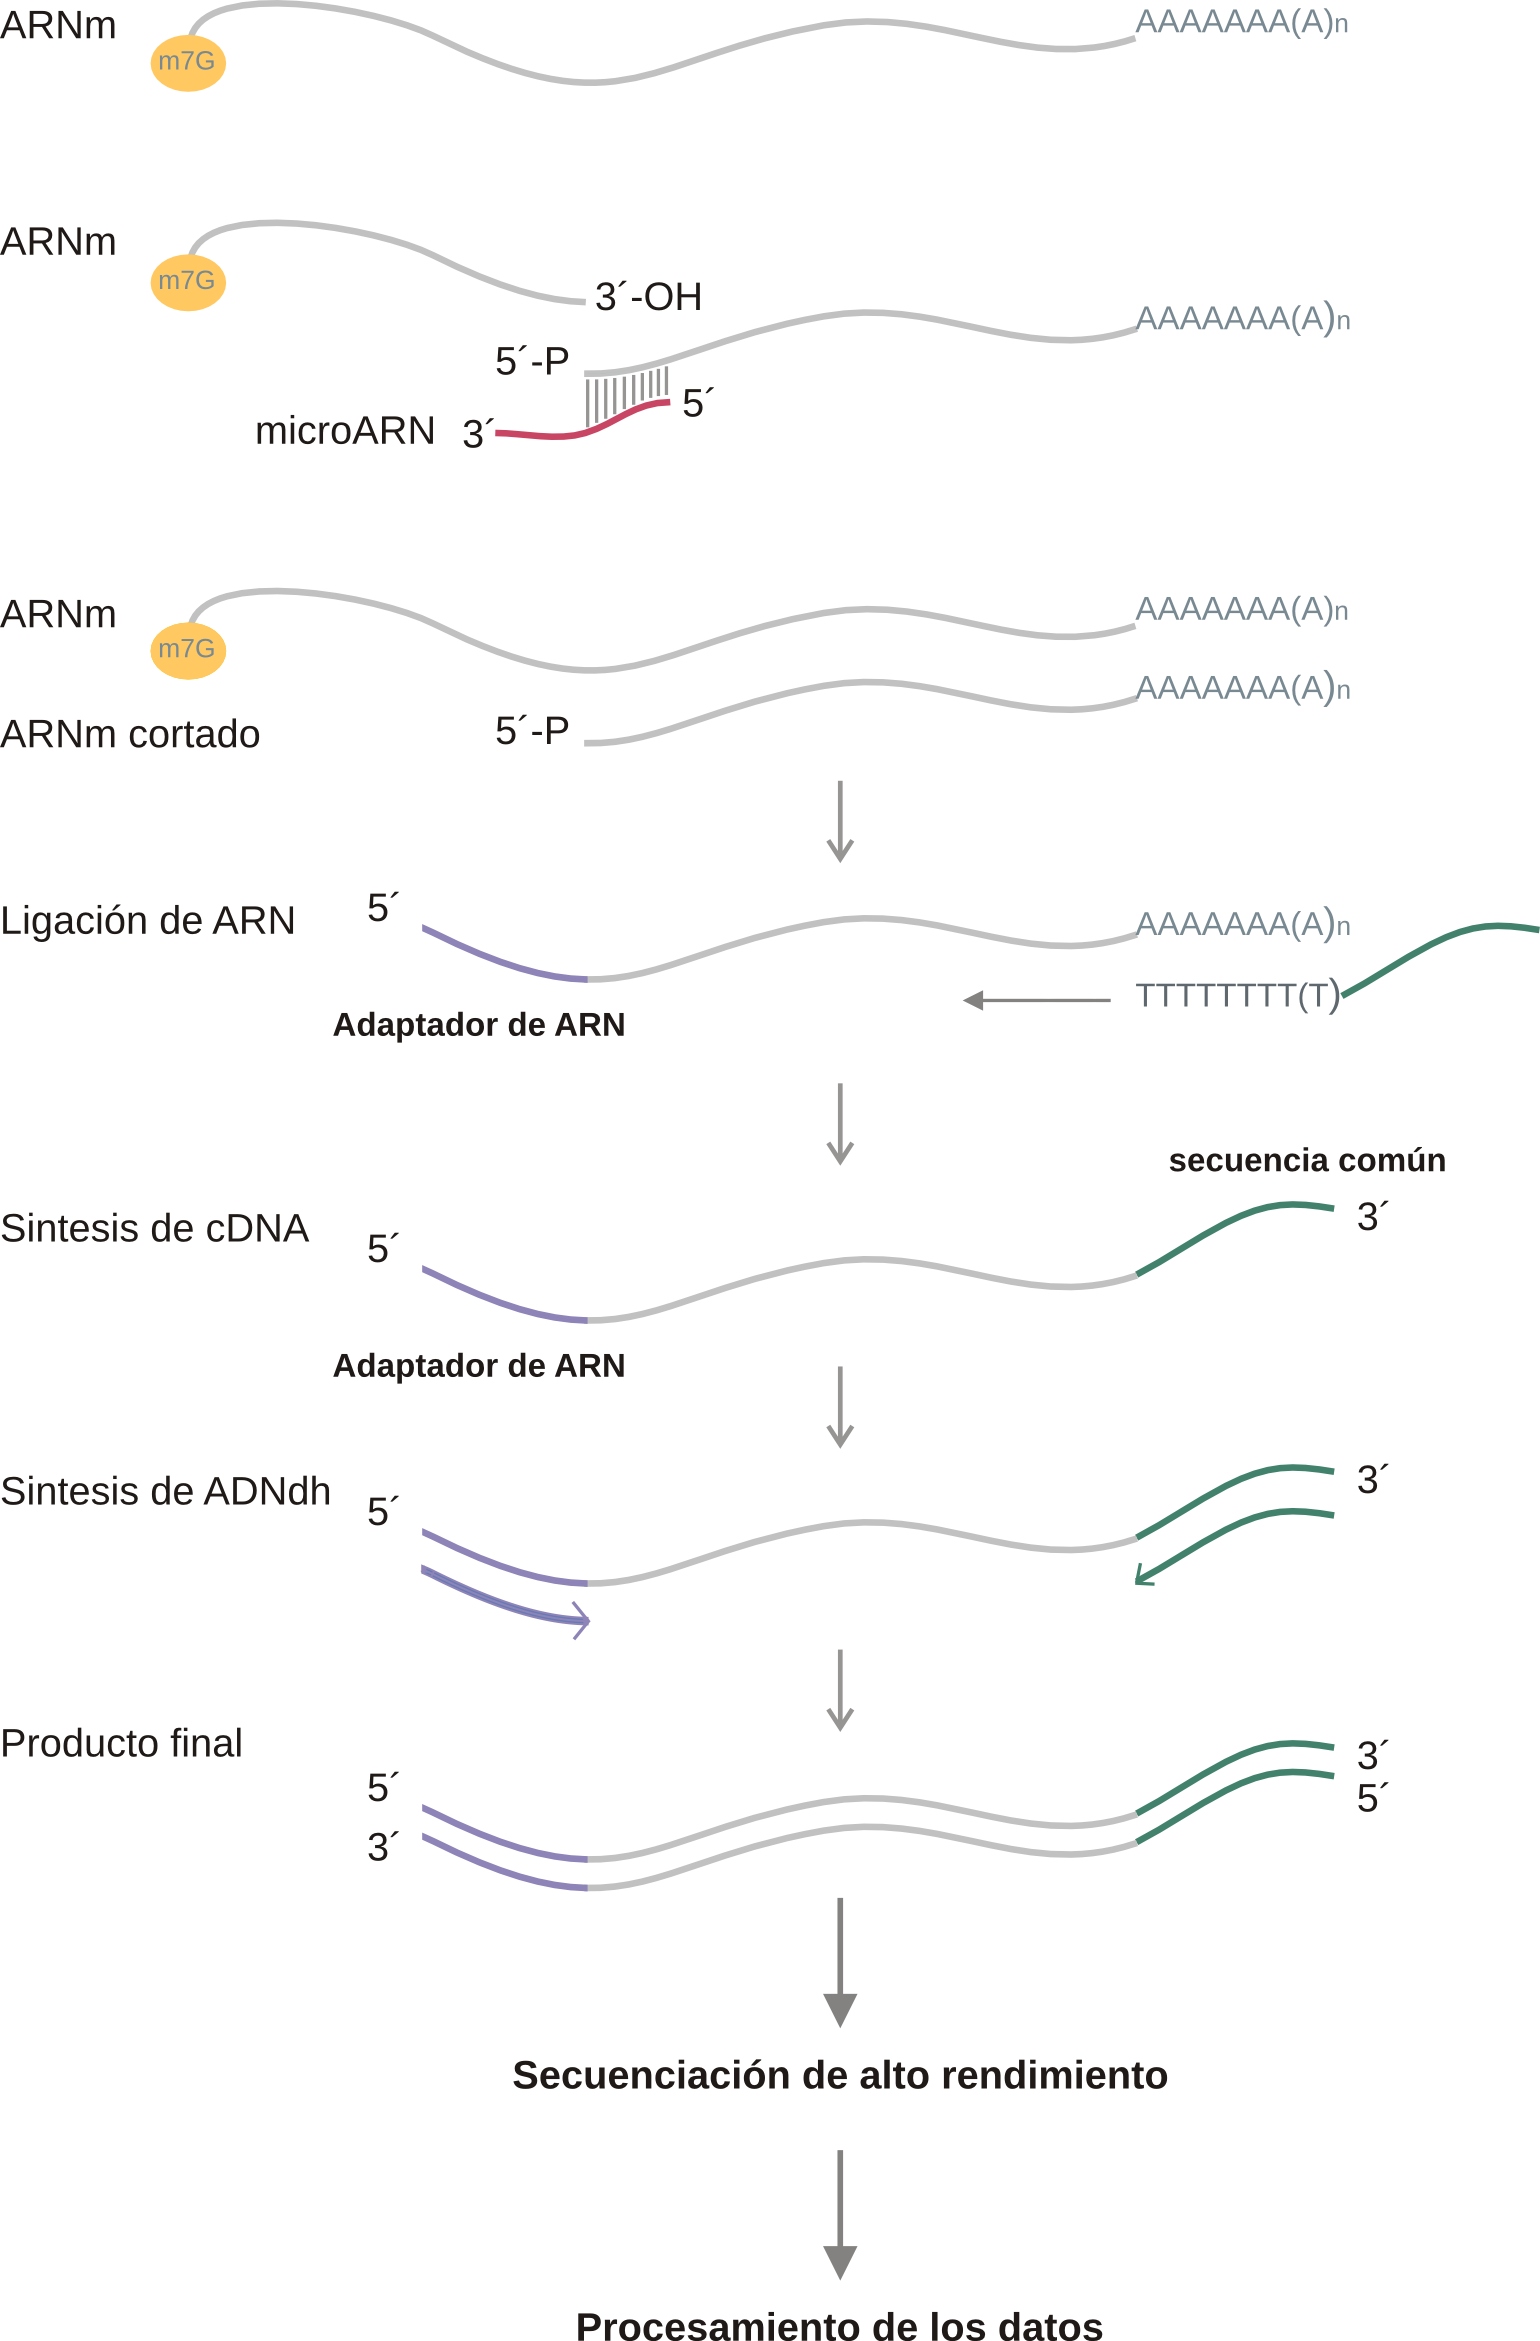 ARNm
m7G
AAAAAAA(A)n
ARNm
m7G
3´-OH
AAAAAAA(A)n
5´-P
5´
microARN 3´
ARNm
m7G
AAAAAAA(A)n
AAAAAAA(A)n
ARNm cortado 5´-P
Ligación de ARN 5´
AAAAAAA(A)n
TTTTTTTT(T)
Adaptador de ARN
secuencia común
3´
Sintesis de cDNA
5´
Adaptador de ARN
3´
Sintesis de ADNdh
5´
Producto final
3´
5´
5´
3´
Secuenciación de alto rendimiento
Procesamiento de los datos